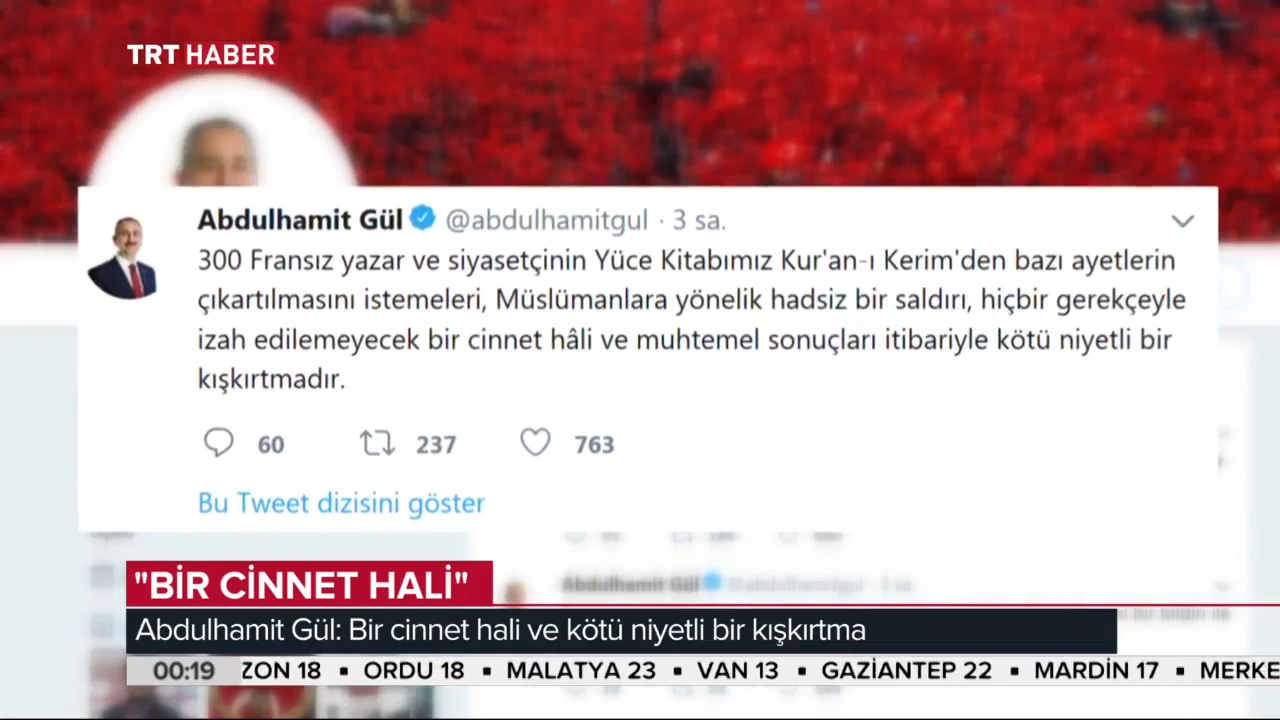 TRT HABER
Abdulhamit Gül @abdulhamitgul · 3 sa.
300 Fransız yazar ve siyasetçinin Yüce Kitabımız Kur'an-ı Kerim'den bazı ayetlerin
çıkartılmasını istemeleri, Müslümanlara yönelik hadsiz bir saldırı, hiçbir gerekçeyle
izah edilemeyecek bir cinnet hâli ve muhtemel sonuçları itibariyle kötü niyetli bir
kışkırtmadır.
60 237 763
Bu Tweet dizisini göster
Abdulhamit Gül
"BİR CİNNET HALİ"
Abdulhamit Gül: Bir cinnet hali ve kötü niyetli bir kışkırtma
00:19 ZON 18 ▪ ORDU 18 ▪ MALATYA 23 ▪ VAN 13 ▪ GAZİANTEP 22 ▪ MARDİN 17 ▪ MERKE